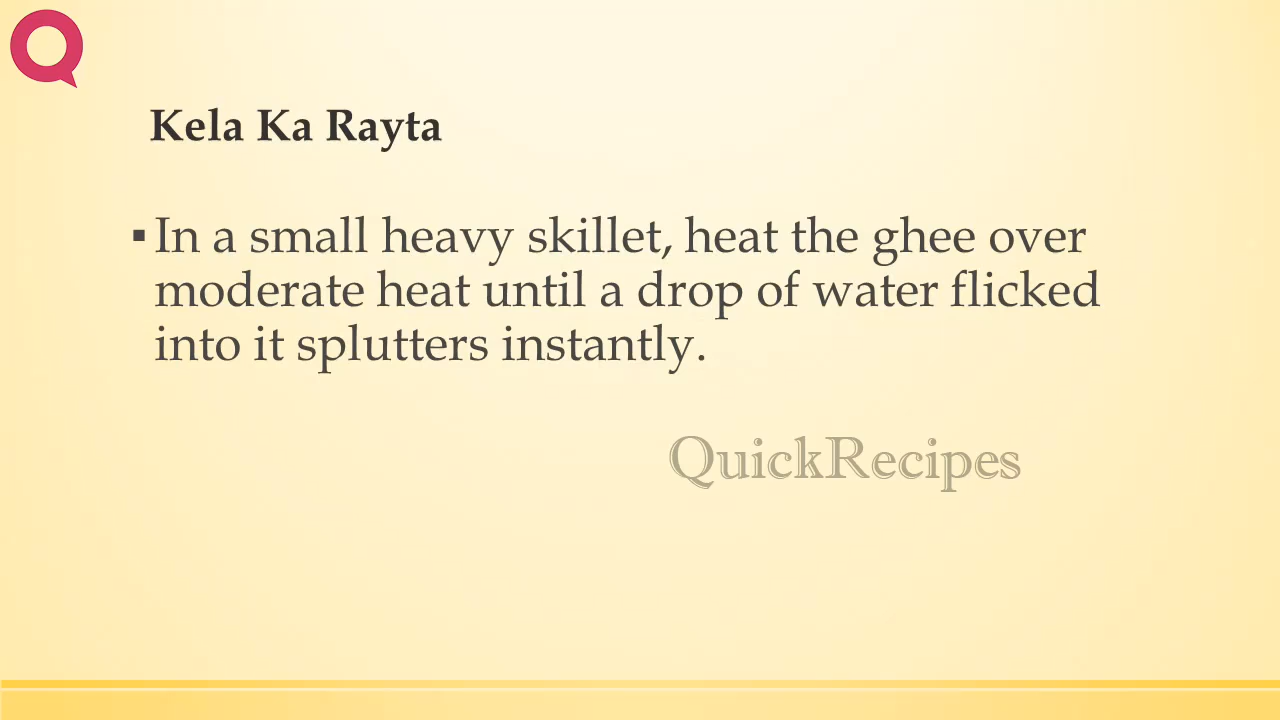 Kela Ka Rayta
▪In a small heavy skillet, heat the ghee over
moderate heat until a drop of water flicked
into it splutters instantly.
QuickRecipes